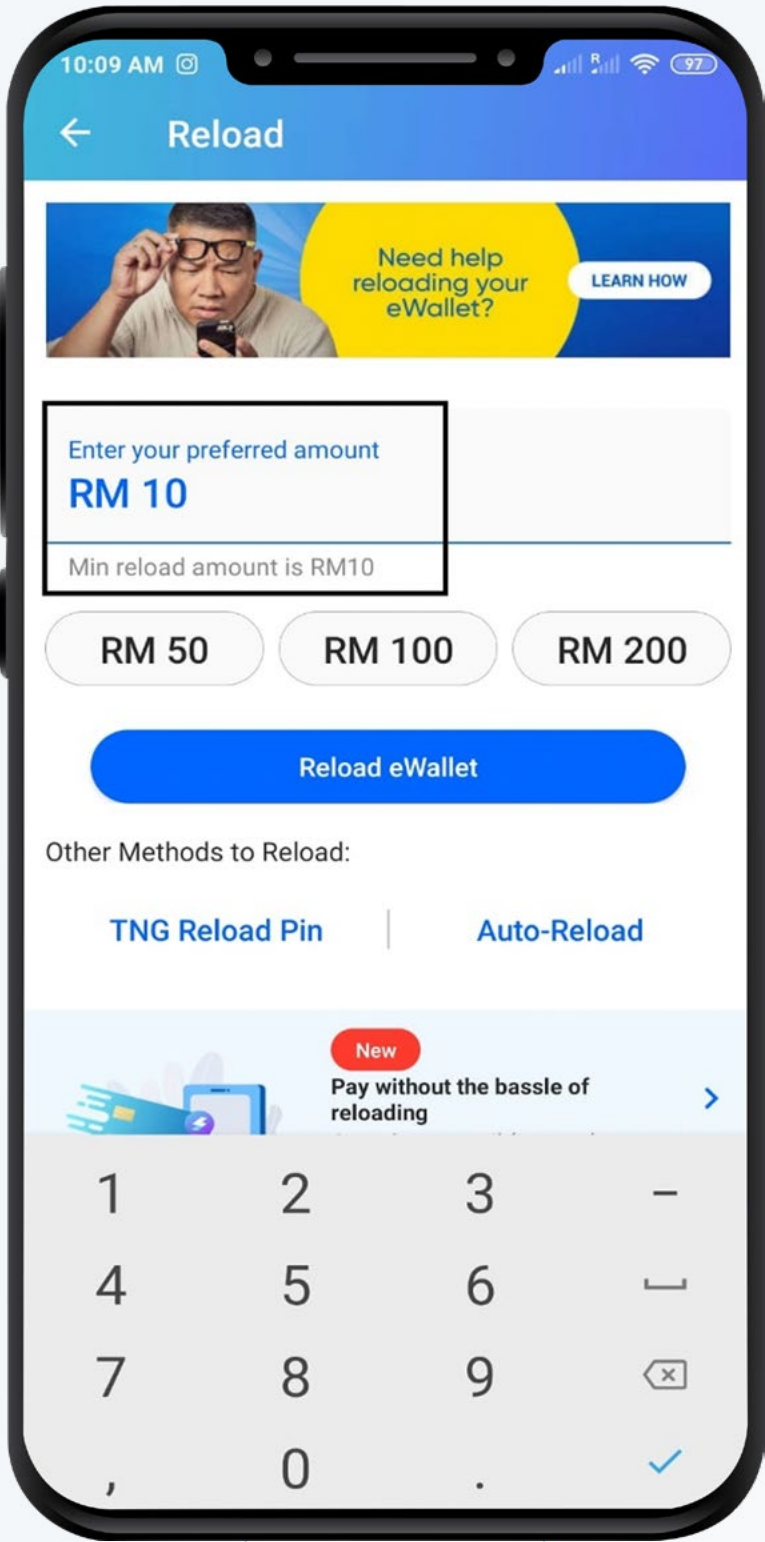 10:09 AM
R
97
Reload
Need help
reloading your
eWallet?
LEARN HOW
Enter your preferred amount
RM 10
Min reload amount is RM10
RM 50
RM 100
RM 200
Reload eWallet
Other Methods to Reload:
TNG Reload Pin
Auto-Reload
New
Pay without the bassle of
reloading
1 2 3 –
4 5 6
7 8 9
, 0 .